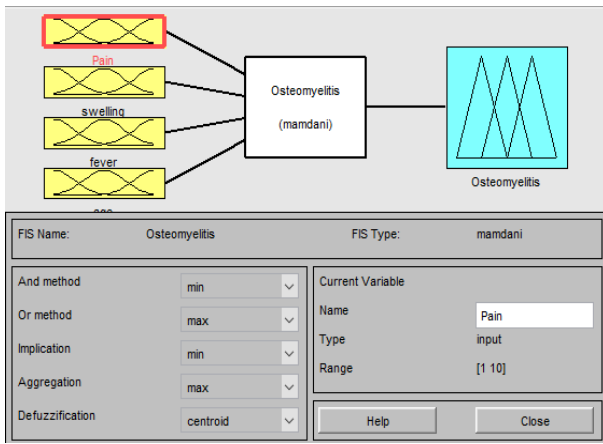 Pain
swelling
fever
Osteomyelitis
(mamdani)
Osteomyelitis
FIS Name: Osteomyelitis FIS Type: mamdani
And method min
Or method max
Implication min
Aggregation max
Defuzzification centroid
Current Variable
Name Pain
Type input
Range [1 10]
Help Close